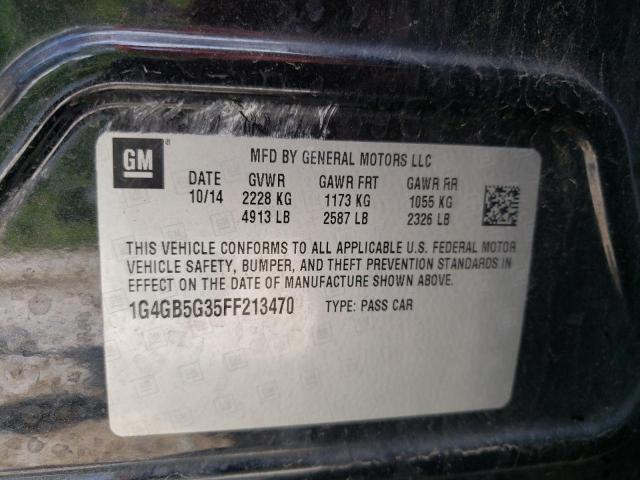 GM
MFD BY GENERAL MOTORS LLC
DATE GVWR GAWR FRT GAWR RR
10/14 2228 KG 1173 KG 1055 KG
4913 LB 2587 LB 2326 LB
THIS VEHICLE CONFORMS TO ALL APPLICABLE U.S. FEDERAL MOTOR
VEHICLE SAFETY, BUMPER, AND THEFT PREVENTION STANDARDS IN
EFFECT ON THE DATE OF MANUFACTURE SHOWN ABOVE.
1G4GB5G35FF213470 TYPE: PASS CAR